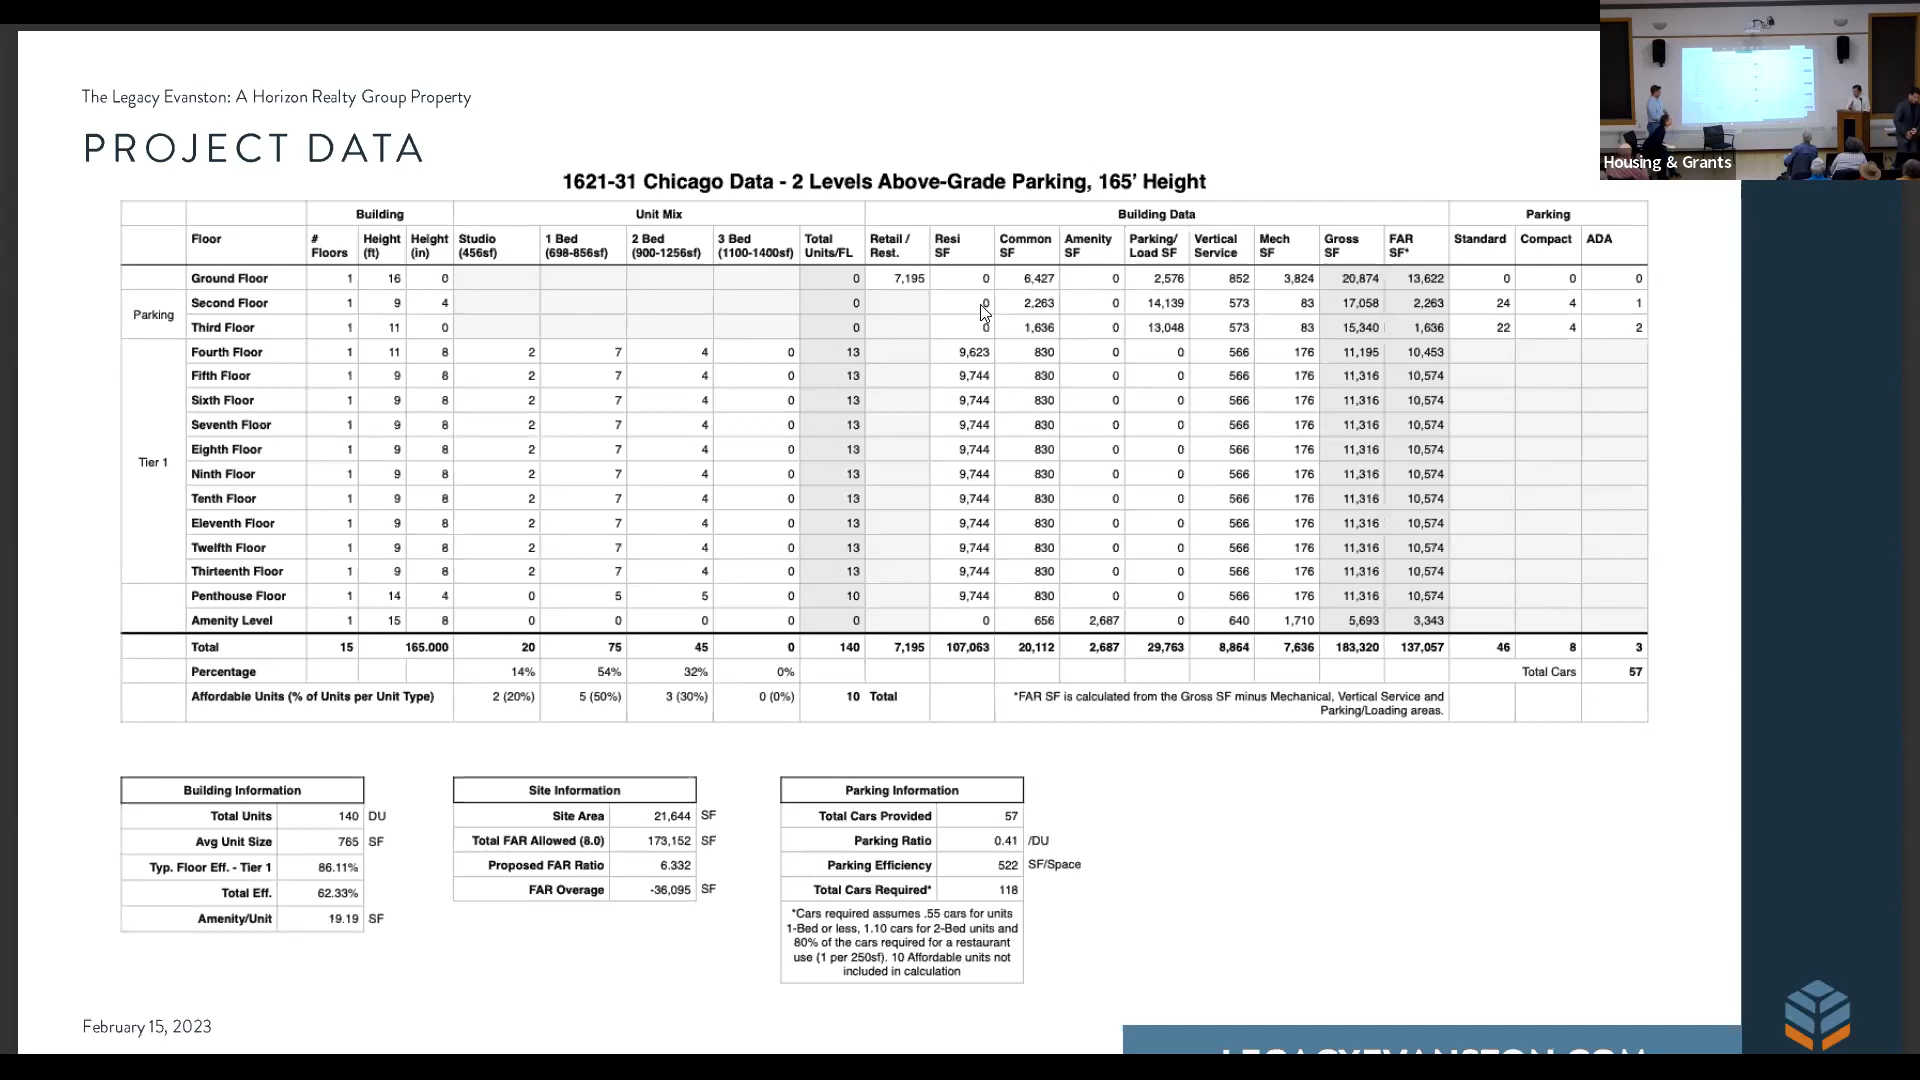 The Legacy Evanston: A Horizon Realty Group Property
PROJECT DATA
Housing & Grants
1621-31 Chicago Data - 2 Levels Above-Grade Parking, 165’ Height
Building Unit Mix Building Data Parking
Floor # Floors Height (ft) Height (in) Studio (456sf) 1 Bed (698-856sf) 2 Bed (900-1256sf) 3 Bed (1100-1400sf) Total Units/FL Retail / Rest. Resi SF Common SF Amenity SF Parking/ Load SF Vertical Service Mech SF Gross SF FAR SF* Standard Compact ADA
Ground Floor 1 16 0 0 7,195 0 6,427 0 2,576 852 3,824 20,874 13,622 0 0 0
Parking
Second Floor 1 9 4 0 0 2,263 0 14,139 573 83 17,058 2,263 24 4 1
Third Floor 1 11 0 0 0 1,636 0 13,048 573 83 15,340 1,636 22 4 2
Tier 1
Fourth Floor 1 11 8 2 7 4 0 13 9,623 830 0 0 566 176 11,195 10,453
Fifth Floor 1 9 8 2 7 4 0 13 9,744 830 0 0 566 176 11,316 10,574
Sixth Floor 1 9 8 2 7 4 0 13 9,744 830 0 0 566 176 11,316 10,574
Seventh Floor 1 9 8 2 7 4 0 13 9,744 830 0 0 566 176 11,316 10,574
Eighth Floor 1 9 8 2 7 4 0 13 9,744 830 0 0 566 176 11,316 10,574
Ninth Floor 1 9 8 2 7 4 0 13 9,744 830 0 0 566 176 11,316 10,574
Tenth Floor 1 9 8 2 7 4 0 13 9,744 830 0 0 566 176 11,316 10,574
Eleventh Floor 1 9 8 2 7 4 0 13 9,744 830 0 0 566 176 11,316 10,574
Twelfth Floor 1 9 8 2 7 4 0 13 9,744 830 0 0 566 176 11,316 10,574
Thirteenth Floor 1 9 8 2 7 4 0 13 9,744 830 0 0 566 176 11,316 10,574
Penthouse Floor 1 14 4 0 5 5 0 10 9,744 830 0 0 566 176 11,316 10,574
Amenity Level 1 15 8 0 0 0 0 0 0 656 2,687 0 640 1,710 5,693 3,343
Total 15 165.000 20 75 45 0 140 7,195 107,063 20,112 2,687 29,763 8,864 7,636 183,320 137,057 46 8 3
Percentage 14% 54% 32% 0% Total Cars 57
Affordable Units (% of Units per Unit Type) 2 (20%) 5 (50%) 3 (30%) 0 (0%) 10 Total *FAR SF is calculated from the Gross SF minus Mechanical, Vertical Service and
Parking/Loading areas.
Building Information
Total Units 140 DU
Avg Unit Size 765 SF
Typ. Floor Eff. - Tier 1 86.11%
Total Eff. 62.33%
Amenity/Unit 19.19 SF
Site Information
Site Area 21,644 SF
Total FAR Allowed (8.0) 173,152 SF
Proposed FAR Ratio 6.332
FAR Overage -36,095 SF
Parking Information
Total Cars Provided 57
Parking Ratio 0.41 /DU
Parking Efficiency 522 SF/Space
Total Cars Required* 118
*Cars required assumes .55 cars for units
1-Bed or less, 1.10 cars for 2-Bed units and
80% of the cars required for a restaurant
use (1 per 250sf). 10 Affordable units not
included in calculation
February 15, 2023
LEGACYEVANSTON.COM